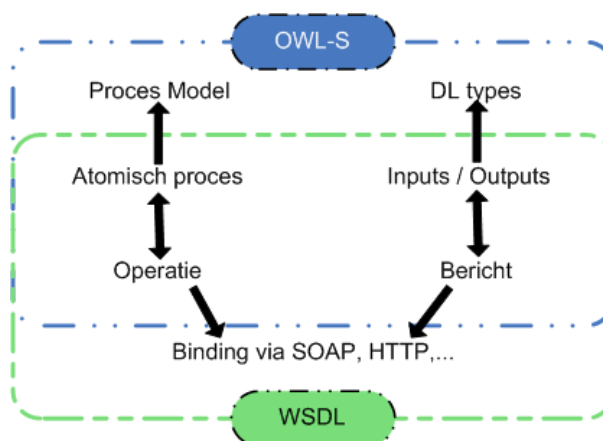 OWL-S
Proces Model DL types
Atomisch proces Inputs / Outputs
Operatie Bericht
Binding via SOAP, HTTP,...
WSDL